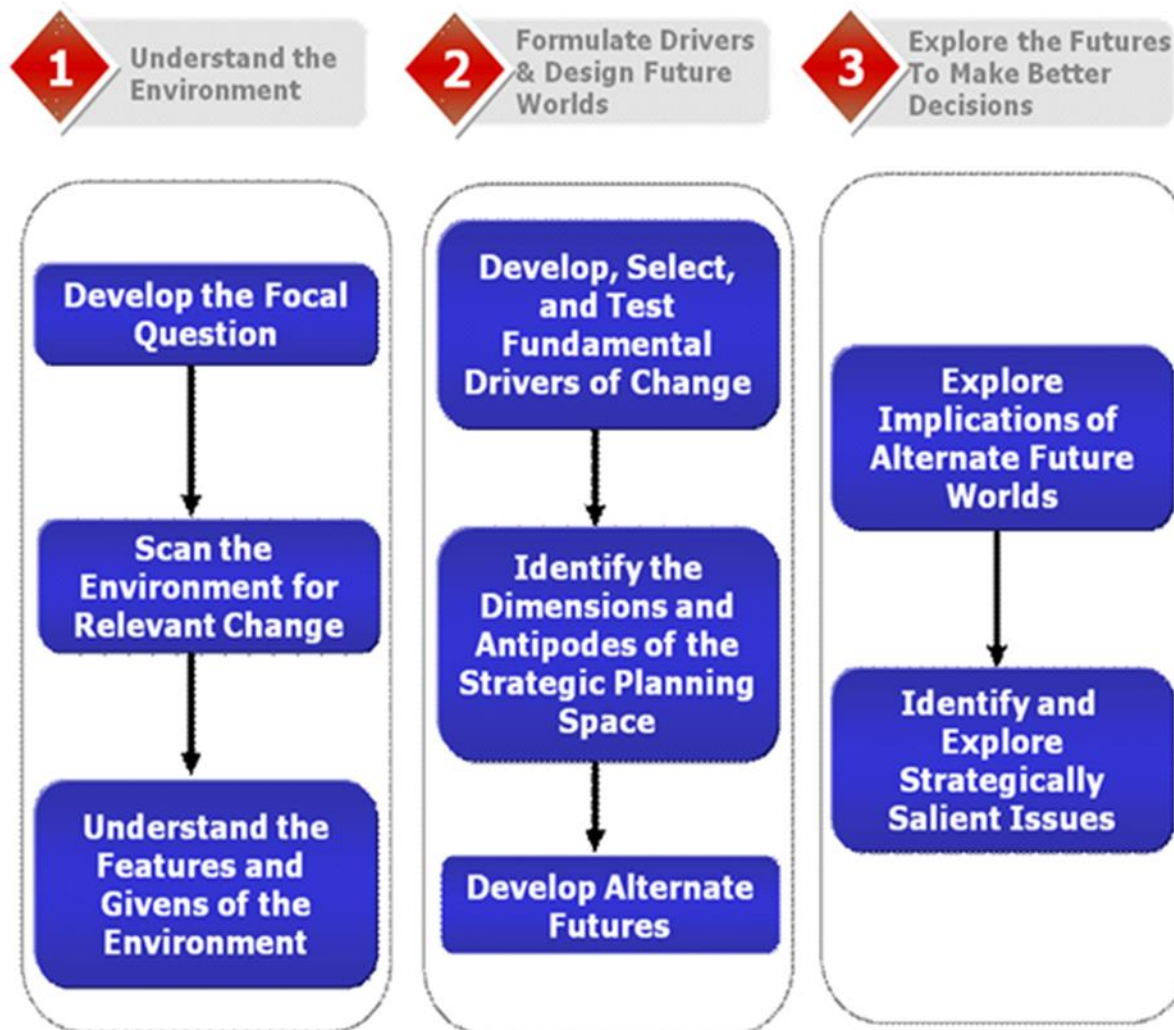 1
Understand the
Environment
2
Formulate Drivers
& Design Future
Worlds
3
Explore the Futures
To Make Better
Decisions
Develop the Focal
Question
Scan the
Environment for
Relevant Change
Understand the
Features and
Givens of the
Environment
Develop, Select,
and Test
Fundamental
Drivers of Change
Identify the
Dimensions and
Antipodes of the
Strategic Planning
Space
Develop Alternate
Futures
Explore
Implications of
Alternate Future
Worlds
Identify and
Explore
Strategically
Salient Issues